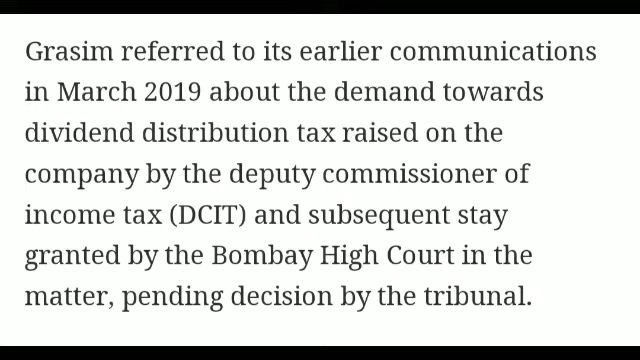 Grasim referred to its earlier communications
in March 2019 about the demand towards
dividend distribution tax raised on the
company by the deputy commissioner of
income tax (DCIT) and subsequent stay
granted by the Bombay High Court in the
matter, pending decision by the tribunal.